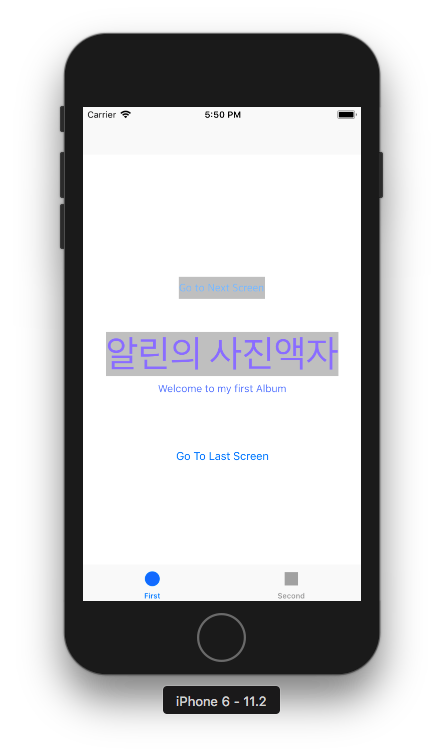 Carrier
5:50 PM
Go to Next Screen
알린의 사진액자
Welcome to my first Album
Go To Last Screen
First
Second
iPhone 6 - 11.2